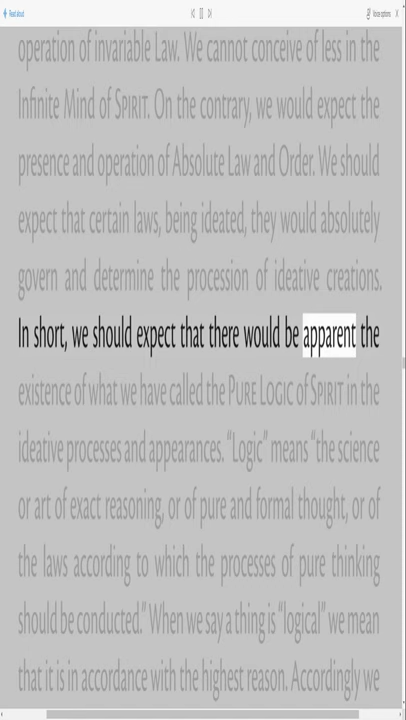 Read aloud
Voice options
operation of invariable Law. We cannot conceive of less in the
Infinite Mind of SPIRIT. On the contrary, we would expect the
presence and operation of Absolute Law and Order. We should
expect that certain laws, being ideated, they would absolutely
govern and determine the procession of ideative creations.
In short, we should expect that there would be apparent the
existence of what we have called the PURE LOGIC of SPIRIT in the
ideative processes and appearances. “Logic” means “the science
or art of exact reasoning, or of pure and formal thought, or of
the laws according to which the processes of pure thinking
should be conducted.” When we say a thing is “logical” we mean
that it is in accordance with the highest reason. Accordingly we